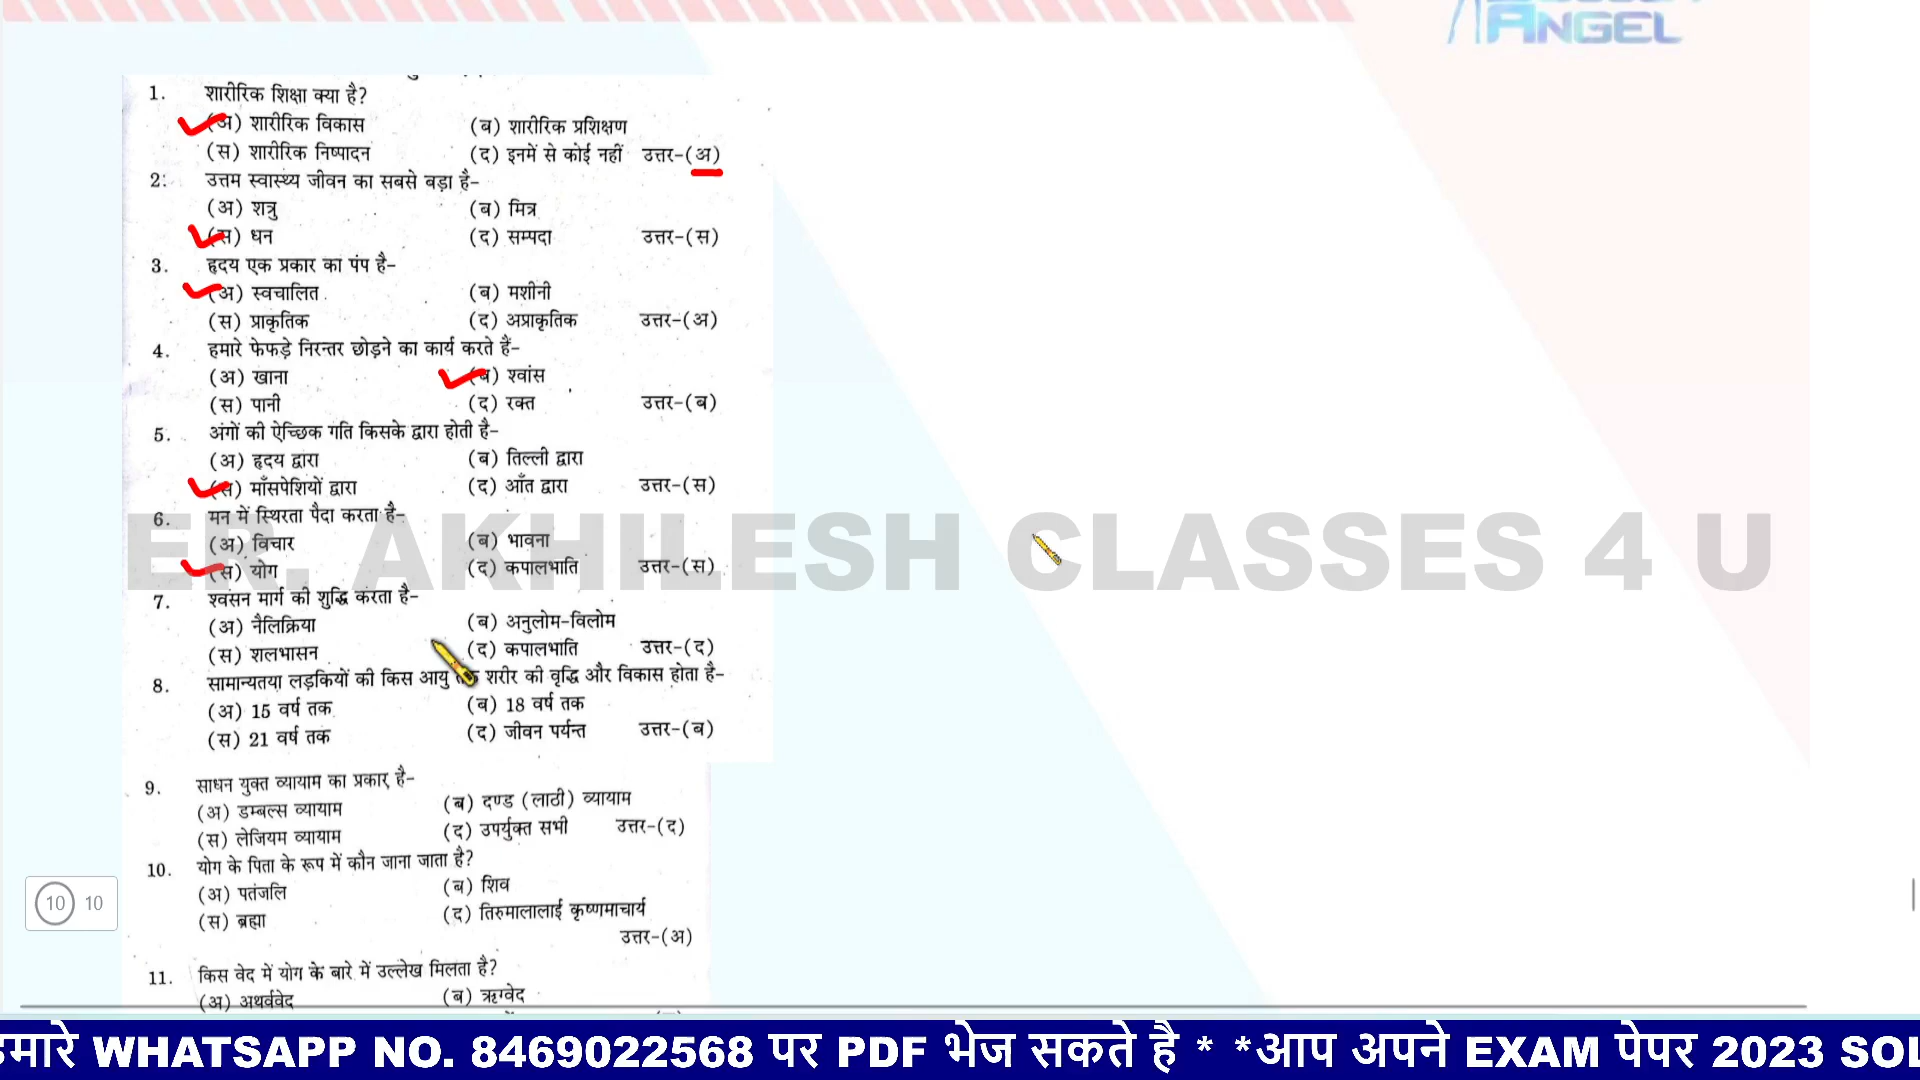 ANGEL
1. शारीरिक शिक्षा क्या है?
(अ) शारीरिक विकास (ब) शारीरिक प्रशिक्षण
(स) शारीरिक निष्पादन (द) इनमें से कोई नहीं उत्तर-(अ)
2: उत्तम स्वास्थ्य जीवन का सबसे बड़ा है-
(अ) शत्रु (ब) मित्र
(स) धन (द) सम्पदा उत्तर-(स)
3. हृदय एक प्रकार का पंप है-
(अ) स्वचालित (ब) मशीनी
(स) प्राकृतिक (द) अप्राकृतिक उत्तर-(अ)
4. हमारे फेफड़े निरन्तर छोड़ने का कार्य करते हैं-
(अ) खाना (ब) श्वांस
(स) पानी (द) रक्त उत्तर-(ब)
5. अंगों की ऐच्छिक गति किसके द्वारा होती है-
(अ) हृदय द्वारा (ब) तिल्ली द्वारा
(स) माँसपेशियों द्वारा (द) आँत द्वारा उत्तर-(स)
6. मन में स्थिरता पैदा करता है-
(अ) विचार (ब) भावना
ER. AKHILESH CLASSES 4 U
(स) योग (द) कपालभाति उत्तर-(स)
7. श्वसन मार्ग की शुद्धि करता है-
(अ) नैलिक्रिया (ब) अनुलोम-विलोम
(स) शलभासन (द) कपालभाति उत्तर-(द)
8. सामान्यतया लड़कियों की किस आयु शरीर की वृद्धि और विकास होता है-
(अ) 15 वर्ष तक (ब) 18 वर्ष तक
(स) 21 वर्ष तक (द) जीवन पर्यन्त उत्तर-(ब)
9. साधन युक्त व्यायाम का प्रकार है-
(अ) डम्बल्स व्यायाम (ब) दण्ड (लाठी) व्यायाम
(स) लेजियम व्यायाम (द) उपर्युक्त सभी उत्तर-(द)
10. योग के पिता के रूप में कौन जाना जाता है?
(अ) पतंजलि (ब) शिव
(स) ब्रह्मा (द) तिरुमालालाई कृष्णमाचार्य
उत्तर-(अ)
10 10
11. किस वेद में योग के बारे में उल्लेख मिलता है?
(अ) अथर्ववेद (ब) ऋग्वेद
हमारे WHATSAPP NO. 8469022568 पर PDF भेज सकते है * *आप अपने EXAM पेपर 2023 SOL